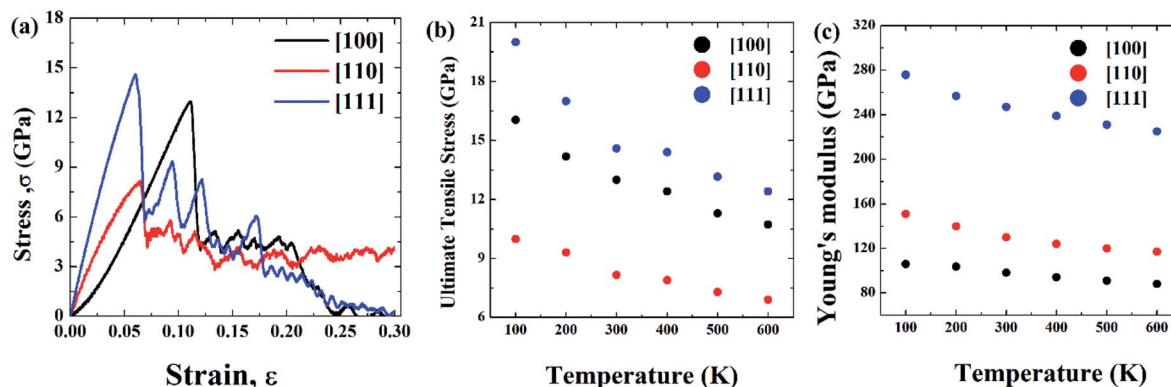 (a)
[100]
[110]
[111]
Stress ,σ (GPa)
18
15
12
9
6
3
0
0.00 0.05 0.10 0.15 0.20 0.25 0.30
Strain, ε
(b)
[100]
[110]
[111]
Ultimate Tensile Stress (GPa)
21
18
15
12
9
6
100 200 300 400 500 600
Temperature (K)
(c)
[100]
[110]
[111]
Young's modulus (GPa)
320
280
240
200
160
120
80
100 200 300 400 500 600
Temperature (K)